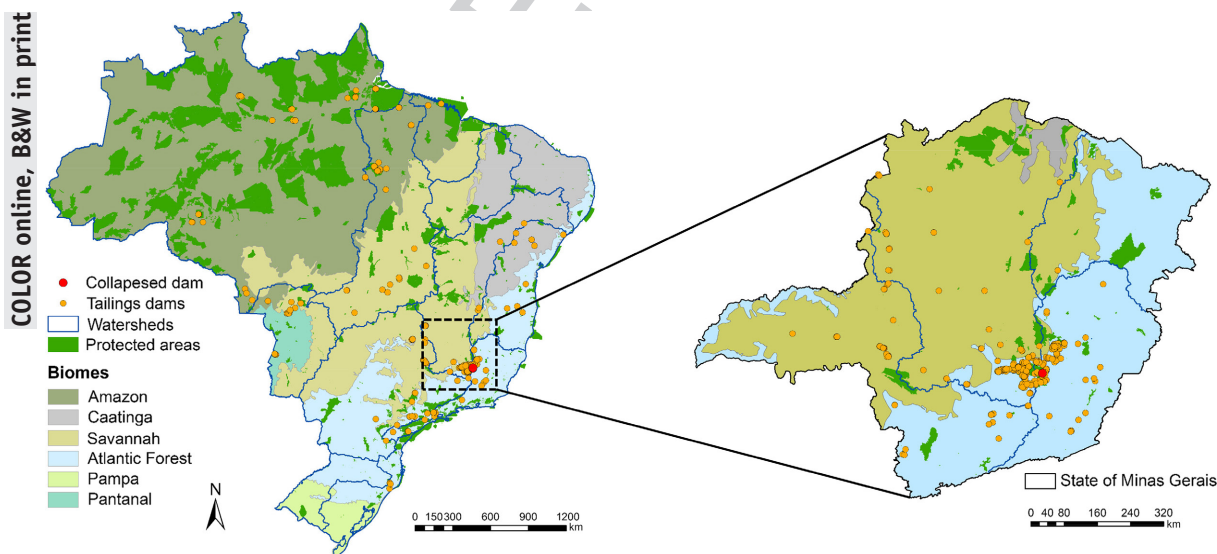 COLOR online, B&W in print
Collapesed dam
Tailings dams
Watersheds
Protected areas
Biomes
Amazon
Caatinga
Savannah
Atlantic Forest
Pampa
Pantanal
N
0 150300 600 900 1200
km
State of Minas Gerais
0 40 80 160 240 320
km